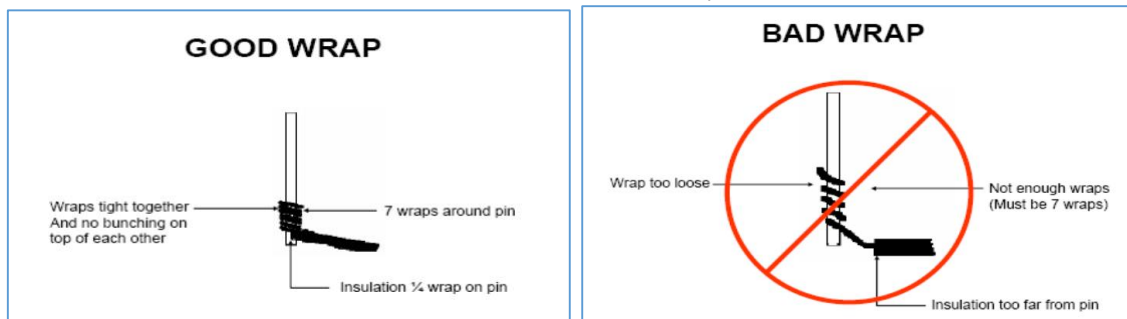 GOOD WRAP
Wraps tight together
And no bunching on
top of each other
7 wraps around pin
Insulation ¼ wrap on pin
BAD WRAP
Wrap too loose
Not enough wraps
(Must be 7 wraps)
Insulation too far from pin